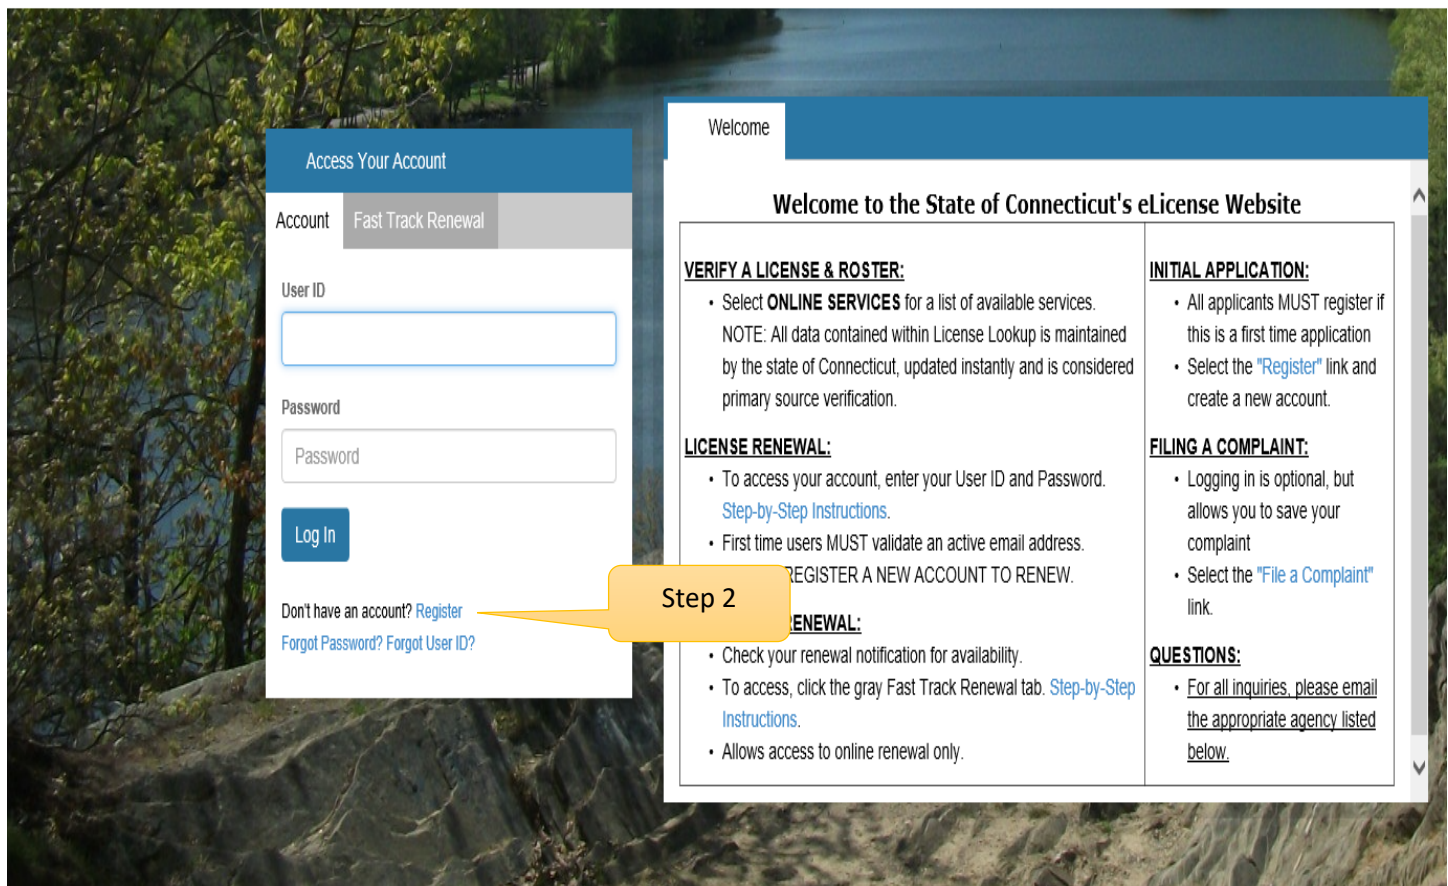 Access Your Account
Account
Fast Track Renewal
User ID
Password
Password
Log In
Don't have an account? Register
Forgot Password? Forgot User ID?
Step 2
Welcome
Welcome to the State of Connecticut's eLicense Website
VERIFY A LICENSE & ROSTER:
• Select ONLINE SERVICES for a list of available services.
NOTE: All data contained within License Lookup is maintained
by the state of Connecticut, updated instantly and is considered
primary source verification.
LICENSE RENEWAL:
• To access your account, enter your User ID and Password.
Step-by-Step Instructions.
• First time users MUST validate an active email address.
REGISTER A NEW ACCOUNT TO RENEW.
ENEWAL:
• Check your renewal notification for availability.
• To access, click the gray Fast Track Renewal tab. Step-by-Step
Instructions.
• Allows access to online renewal only.
INITIAL APPLICATION:
• All applicants MUST register if
this is a first time application
• Select the "Register" link and
create a new account.
FILING A COMPLAINT:
• Logging in is optional, but
allows you to save your
complaint
• Select the "File a Complaint"
link.
QUESTIONS:
• For all inquiries, please email
the appropriate agency listed
below.